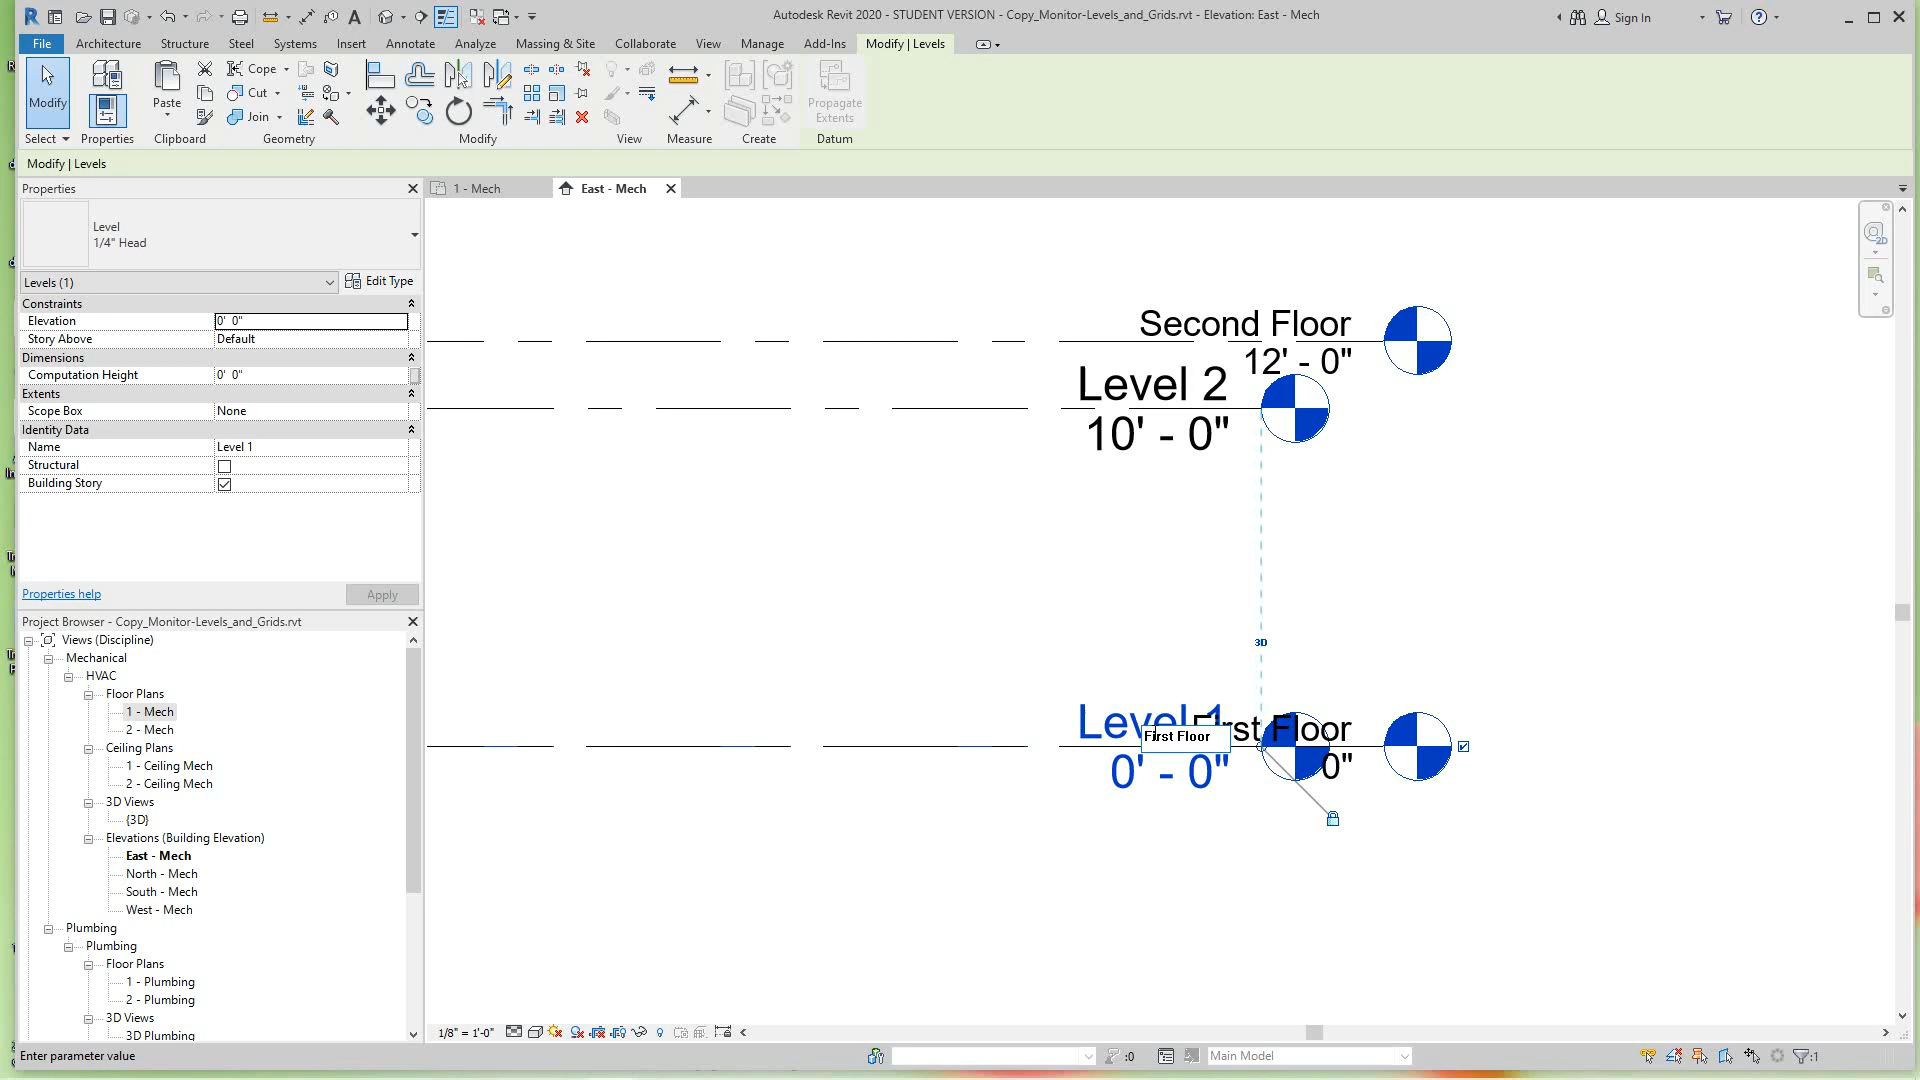 Autodesk Revit 2020 - STUDENT VERSION - Copy_Monitor-Levels_and_Grids.rvt - Elevation: East - Mech
Sign In
File Architecture Structure Steel Systems Insert Annotate Analyze Massing & Site Collaborate View Manage Add-Ins Modify | Levels
Modify
Paste
Cope
Cut
Join
Propagate
Extents
Select Properties Clipboard Geometry Modify View Measure Create Datum
Modify | Levels
Properties
1 - Mech
East - Mech
Level
1/4" Head
Levels (1)
Edit Type
Constraints
Elevation 0' 0"
Story Above Default
Dimensions
Computation Height 0' 0"
Extents
Scope Box None
Identity Data
Name Level 1
Structural
Building Story
Properties help
Apply
Project Browser - Copy_Monitor-Levels_and_Grids.rvt
Views (Discipline)
Mechanical
HVAC
Floor Plans
1 - Mech
2 - Mech
Ceiling Plans
1 - Ceiling Mech
2 - Ceiling Mech
3D Views
{3D}
Elevations (Building Elevation)
East - Mech
North - Mech
South - Mech
West - Mech
Plumbing
Plumbing
Floor Plans
1 - Plumbing
2 - Plumbing
3D Views
3D Plumbing
Second Floor
12' - 0"
Level 2
10' - 0"
3D
Level 1
First Floor
First Floor
0' - 0"
0"
2D
1/8" = 1'-0"
Enter parameter value
:0
Main Model
:1